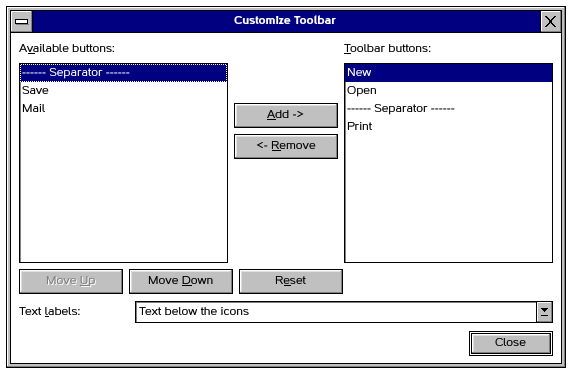 Customize Toolbar
Available buttons:
Toolbar buttons:
------ Separator ------
Save
Mail
Add ->
<- Remove
New
Open
------ Separator ------
Print
Move Up
Move Down
Reset
Text labels:
Text below the icons
Close